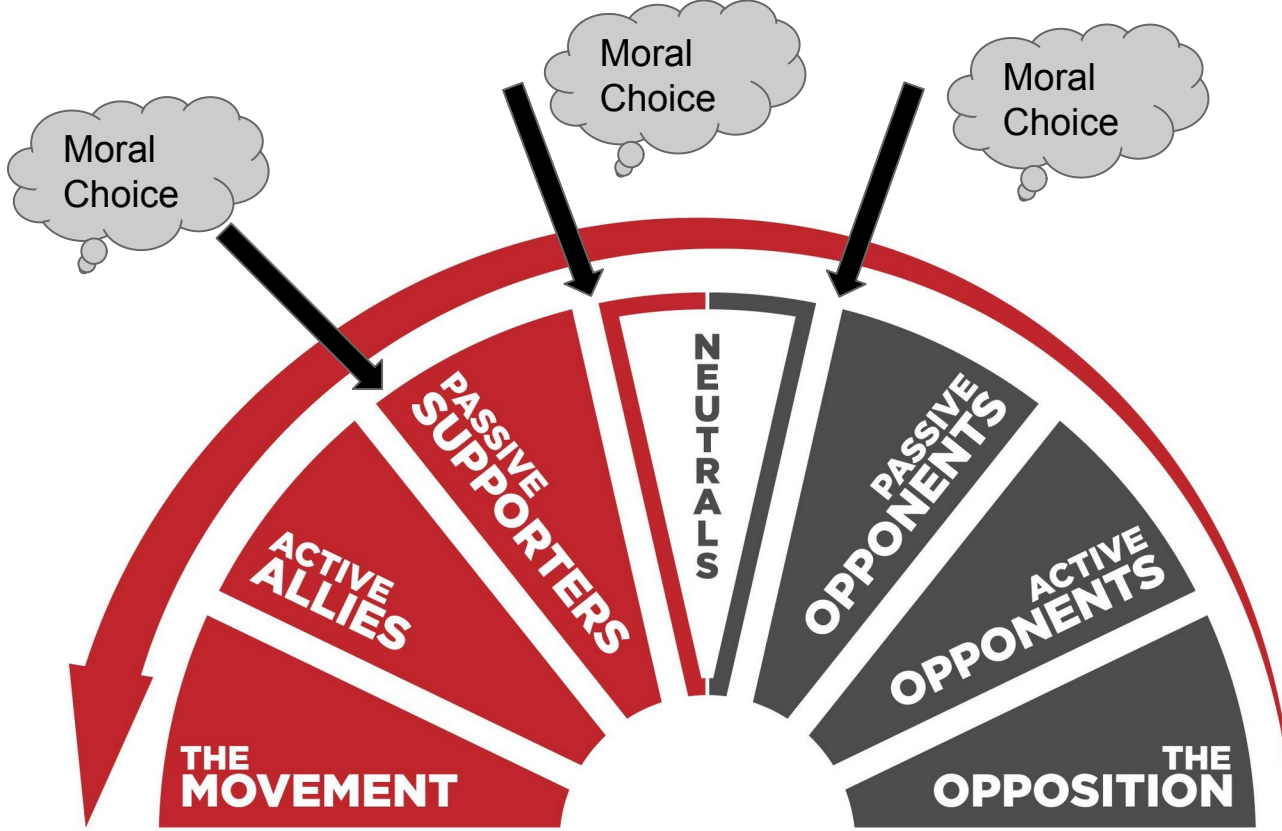 Moral
Choice
Moral
Choice
Moral
Choice
THE
MOVEMENT
ACTIVE
ALLIES
PASSIVE
SUPPORTERS
NEUTRALS
PASSIVE
OPPONENTS
ACTIVE
OPPONENTS
THE
OPPOSITION